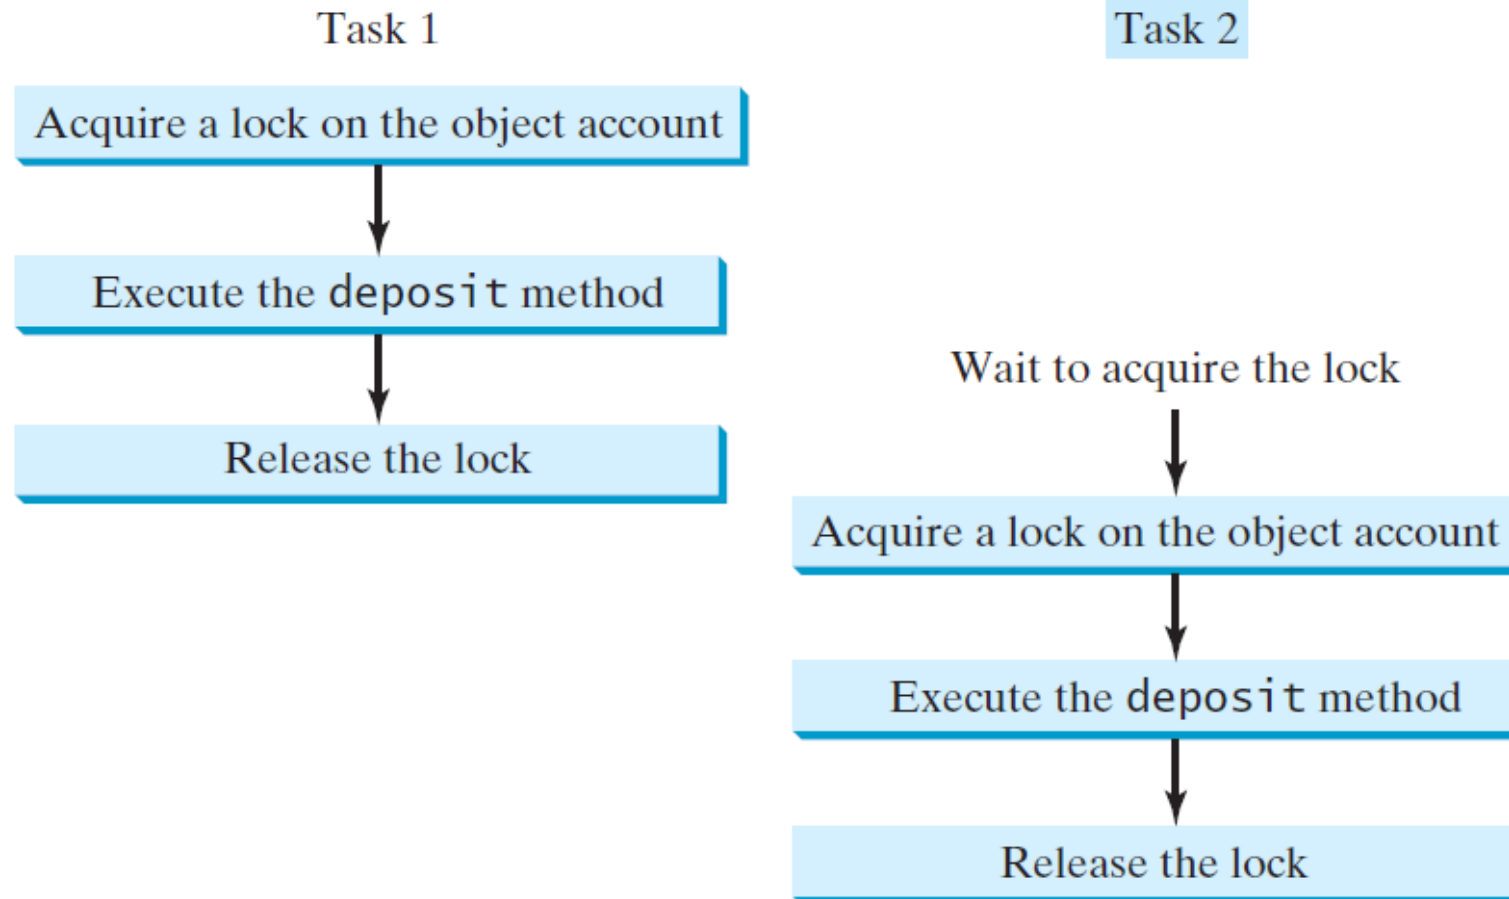 Task 1
Task 2
Acquire a lock on the object account
Execute the deposit method
Release the lock
Wait to acquire the lock
Acquire a lock on the object account
Execute the deposit method
Release the lock